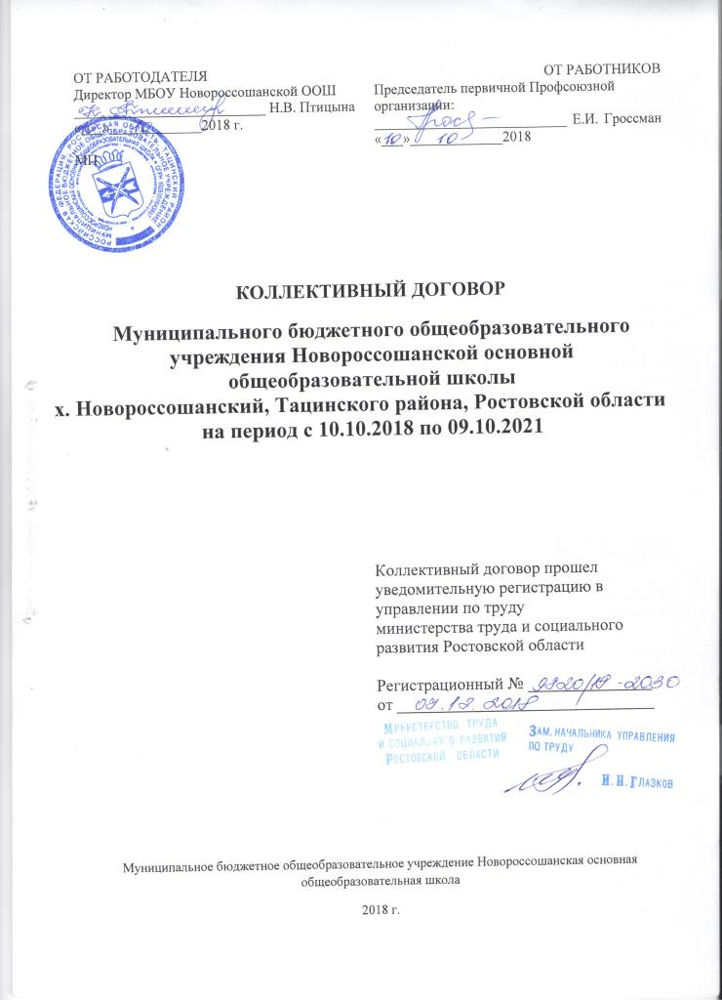 ОТ РАБОТОДАТЕЛЯ
Директор МБОУ Новороссошанской ООШ
Н.В. Птицына
2018 г.
МП
ОТ РАБОТНИКОВ
Председатель первичной Профсоюзной
организации:
Е.И. Гроссман
«10» 10 2018
КОЛЛЕКТИВНЫЙ ДОГОВОР
Муниципального бюджетного общеобразовательного
учреждения Новороссошанской основной
общеобразовательной школы
х. Новороссошанский, Тацинского района, Ростовской области
на период с 10.10.2018 по 09.10.2021
Коллективный договор прошел
уведомительную регистрацию в
управлении по труду
министерства труда и социального
развития Ростовской области
Регистрационный №
от
МИНИСТЕРСТВО ТРУДА
И СОЦИАЛЬНОГО РАЗВИТИЯ
РОСТОВСКОЙ ОБЛАСТИ
ЗАМ. НАЧАЛЬНИКА УПРАВЛЕНИЯ
ПО ТРУДУ
И. Н. ГЛАЗКОВ
Муниципальное бюджетное общеобразовательное учреждение Новороссошанская основная
общеобразовательная школа
2018 г.